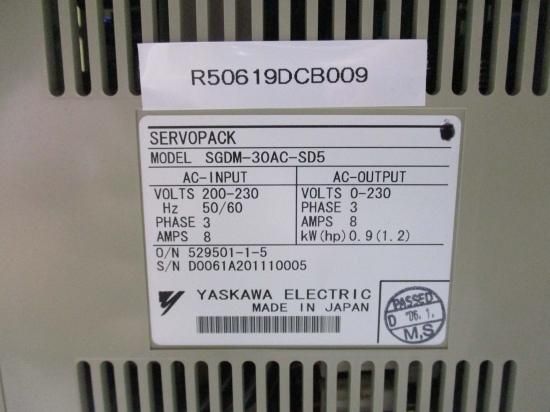 R50619DCB009
SERVOPACK
MODEL SGDM-30AC-SD5
AC-INPUT AC-OUTPUT
VOLTS 200-230 VOLTS 0-230
Hz 50/60 PHASE 3
PHASE 3 AMPS 8
AMPS 8 kW(hp) 0.9(1.2)
O/N 529501-1-5
S/N D0061A201110005
YASKAWA ELECTRIC
MADE IN JAPAN
PASSED
D '06.1.
M.S